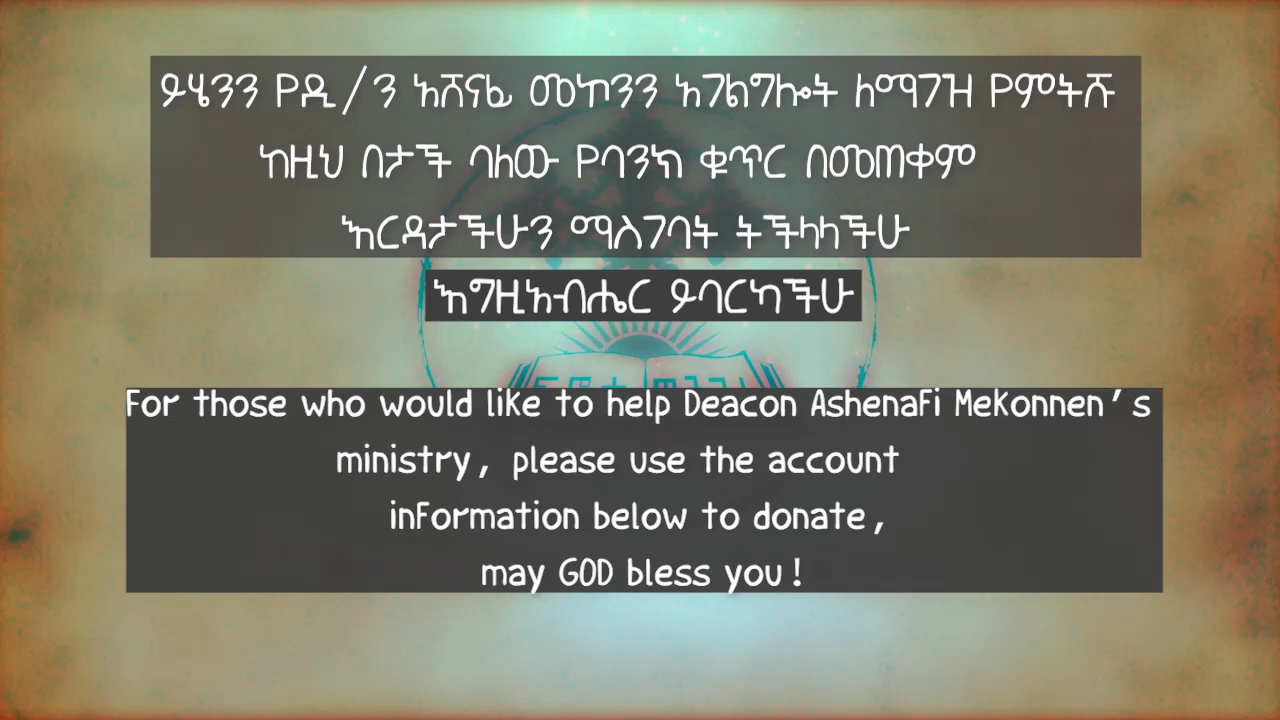 ይሄንን የዲ/ን አሸናፊ መኮንን አገልግሎት ለማገዝ የምትሹ
ከዚህ በታች ባለው የባንክ ቁጥር በመጠቀም
እርዳታችሁን ማስገባት ትችላላችሁ
እግዚአብሔር ይባርካችሁ
For those who would like to help Deacon Ashenafi Mekonnen's
ministry, please use the account
information below to donate,
may GOD bless you!